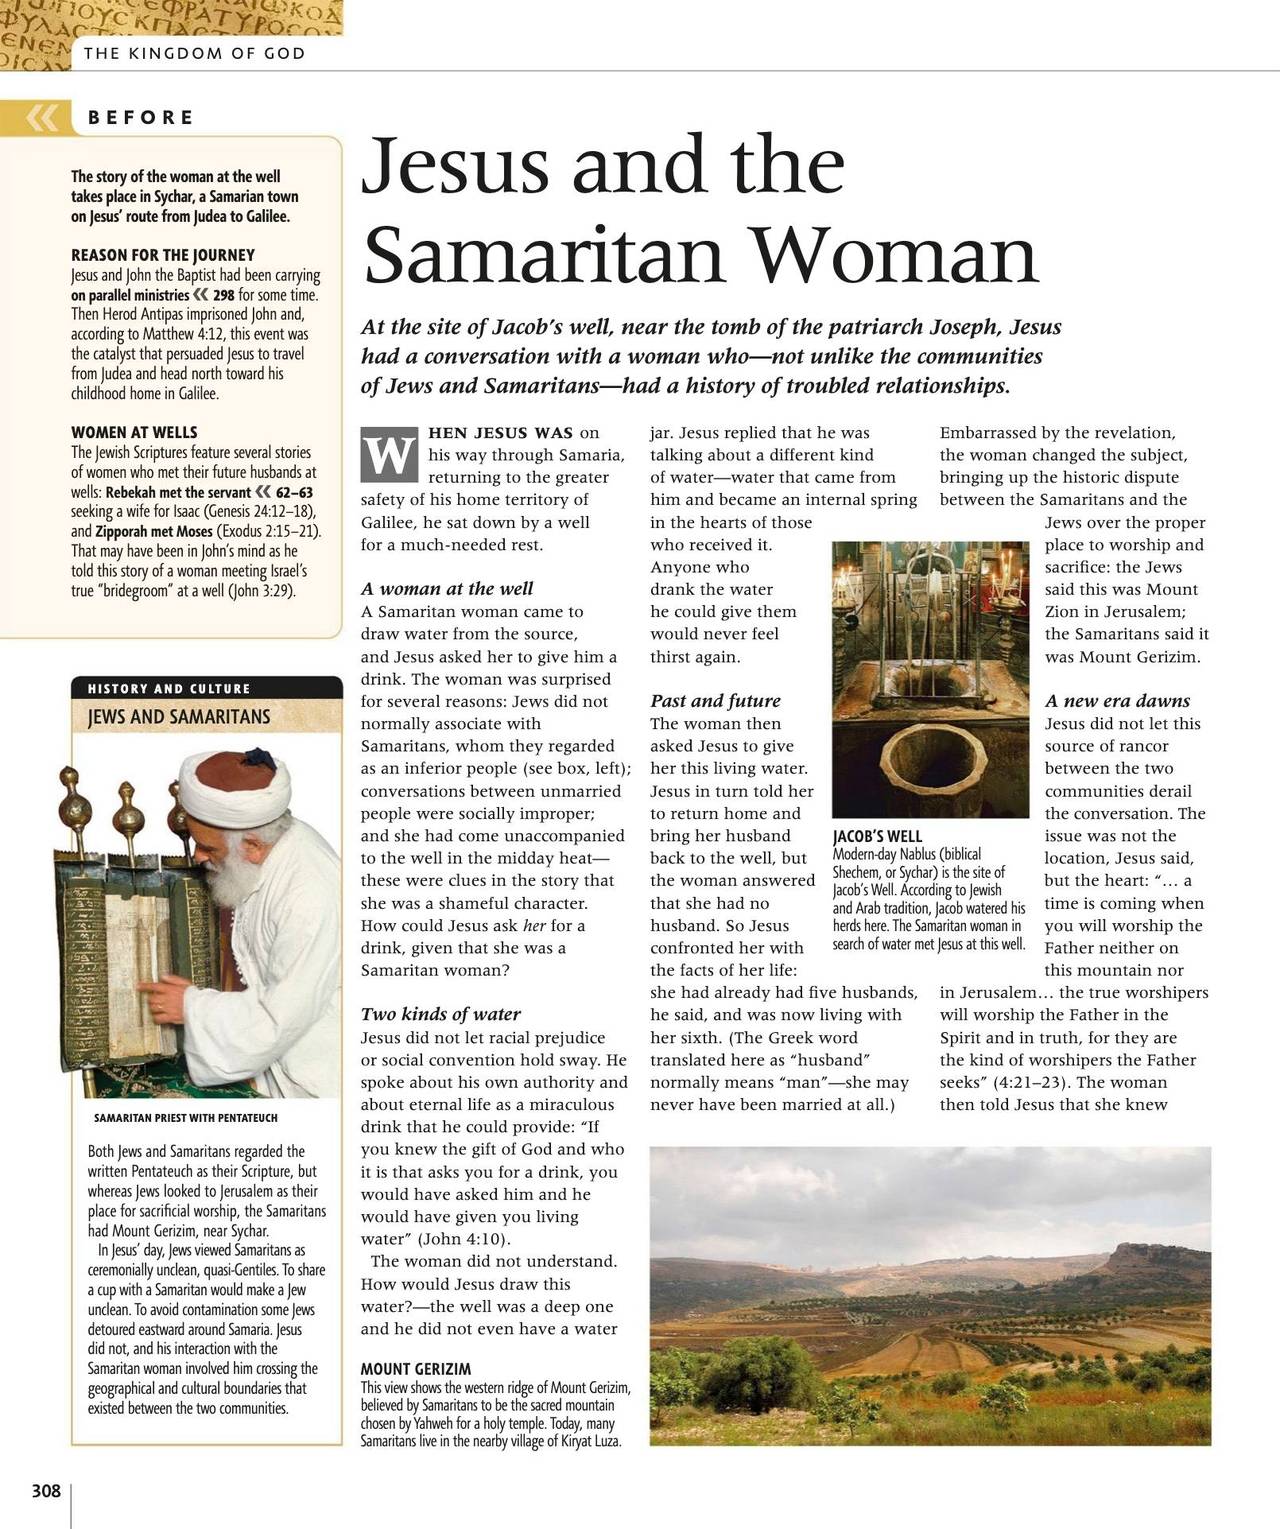 THE KINGDOM OF GOD
« BEFORE
The story of the woman at the well
takes place in Sychar, a Samarian town
on Jesus’ route from Judea to Galilee.
REASON FOR THE JOURNEY
Jesus and John the Baptist had been carrying
on parallel ministries « 298 for some time.
Then Herod Antipas imprisoned John and,
according to Matthew 4:12, this event was
the catalyst that persuaded Jesus to travel
from Judea and head north toward his
childhood home in Galilee.
WOMEN AT WELLS
The Jewish Scriptures feature several stories
of women who met their future husbands at
wells: Rebekah met the servant « 62–63
seeking a wife for Isaac (Genesis 24:12–18),
and Zipporah met Moses (Exodus 2:15–21).
That may have been in John’s mind as he
told this story of a woman meeting Israel’s
true “bridegroom” at a well (John 3:29).
HISTORY AND CULTURE
JEWS AND SAMARITANS
SAMARITAN PRIEST WITH PENTATEUCH
Both Jews and Samaritans regarded the
written Pentateuch as their Scripture, but
whereas Jews looked to Jerusalem as their
place for sacrificial worship, the Samaritans
had Mount Gerizim, near Sychar.
In Jesus’ day, Jews viewed Samaritans as
ceremonially unclean, quasi-Gentiles. To share
a cup with a Samaritan would make a Jew
unclean. To avoid contamination some Jews
detoured eastward around Samaria. Jesus
did not, and his interaction with the
Samaritan woman involved him crossing the
geographical and cultural boundaries that
existed between the two communities.
Jesus and the
Samaritan Woman
At the site of Jacob’s well, near the tomb of the patriarch Joseph, Jesus
had a conversation with a woman who—not unlike the communities
of Jews and Samaritans—had a history of troubled relationships.
WHEN JESUS WAS on
his way through Samaria,
returning to the greater
safety of his home territory of
Galilee, he sat down by a well
for a much-needed rest.
A woman at the well
A Samaritan woman came to
draw water from the source,
and Jesus asked her to give him a
drink. The woman was surprised
for several reasons: Jews did not
normally associate with
Samaritans, whom they regarded
as an inferior people (see box, left);
conversations between unmarried
people were socially improper;
and she had come unaccompanied
to the well in the midday heat—
these were clues in the story that
she was a shameful character.
How could Jesus ask her for a
drink, given that she was a
Samaritan woman?
Two kinds of water
Jesus did not let racial prejudice
or social convention hold sway. He
spoke about his own authority and
about eternal life as a miraculous
drink that he could provide: “If
you knew the gift of God and who
it is that asks you for a drink, you
would have asked him and he
would have given you living
water” (John 4:10).
The woman did not understand.
How would Jesus draw this
water?—the well was a deep one
and he did not even have a water
MOUNT GERIZIM
This view shows the western ridge of Mount Gerizim,
believed by Samaritans to be the sacred mountain
chosen by Yahweh for a holy temple. Today, many
Samaritans live in the nearby village of Kiryat Luza.
jar. Jesus replied that he was
talking about a different kind
of water—water that came from
him and became an internal spring
in the hearts of those
who received it.
Anyone who
drank the water
he could give them
would never feel
thirst again.
Past and future
The woman then
asked Jesus to give
her this living water.
Jesus in turn told her
to return home and
bring her husband
back to the well, but
the woman answered
that she had no
husband. So Jesus
confronted her with
the facts of her life:
she had already had five husbands,
he said, and was now living with
her sixth. (The Greek word
translated here as “husband”
normally means “man”—she may
never have been married at all.)
JACOB’S WELL
Modern-day Nablus (biblical
Shechem, or Sychar) is the site of
Jacob’s Well. According to Jewish
and Arab tradition, Jacob watered his
herds here. The Samaritan woman in
search of water met Jesus at this well.
Embarrassed by the revelation,
the woman changed the subject,
bringing up the historic dispute
between the Samaritans and the
Jews over the proper
place to worship and
sacrifice: the Jews
said this was Mount
Zion in Jerusalem;
the Samaritans said it
was Mount Gerizim.
A new era dawns
Jesus did not let this
source of rancor
between the two
communities derail
the conversation. The
issue was not the
location, Jesus said,
but the heart: “… a
time is coming when
you will worship the
Father neither on
this mountain nor
in Jerusalem… the true worshipers
will worship the Father in the
Spirit and in truth, for they are
the kind of worshipers the Father
seeks” (4:21–23). The woman
then told Jesus that she knew
308